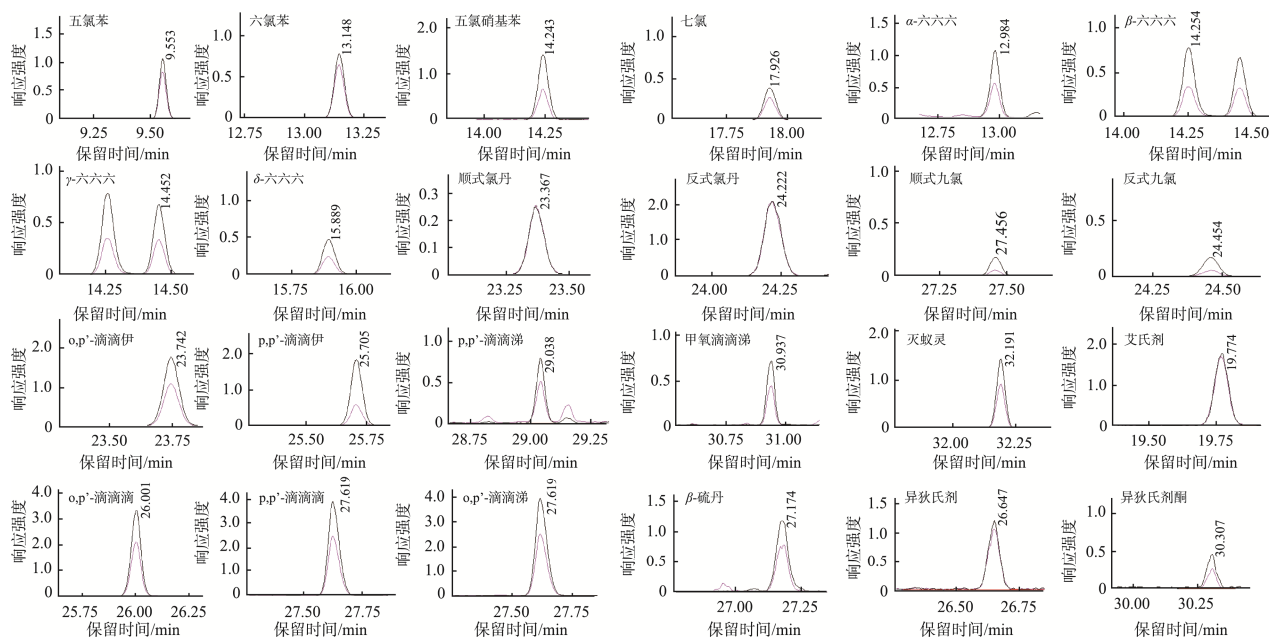 五氯苯
9.553
1.5
1.0
0.5
0
9.25 9.50
响应强度
保留时间/min
六氯苯
13.148
1.0
0.5
0
12.75 13.00 13.25
响应强度
保留时间/min
五氯硝基苯
14.243
2.0
1.0
0.0
14.00 14.25
响应强度
保留时间/min
七氯
17.926
1.0
0.5
0.0
17.75 18.00
响应强度
保留时间/min
α-六六六
12.984
1.5
1.0
0.5
0.0
12.75 13.00
响应强度
保留时间/min
β-六六六
14.254
1.0
0.5
0
14.00 14.25 14.50
响应强度
保留时间/min
γ-六六六
14.452
1.0
0.5
0
14.25 14.50
响应强度
保留时间/min
δ-六六六
15.889
1.0
0.5
0
15.75 16.00
响应强度
保留时间/min
顺式氯丹
23.367
0.3
0.2
0.1
0
23.25 23.50
响应强度
保留时间/min
反式氯丹
24.222
2.0
1.0
0.0
24.00 24.25
响应强度
保留时间/min
顺式九氯
27.456
1.0
0.5
0
27.25 27.50
响应强度
保留时间/min
反式九氯
24.454
0.5
0
24.25 24.50
响应强度
保留时间/min
o,p’-滴滴伊
23.742
2.0
1.0
0.0
23.50 23.75
响应强度
保留时间/min
p,p’-滴滴伊
25.705
2.0
1.0
0.0
25.50 25.75
响应强度
保留时间/min
p,p’-滴滴涕
29.038
1.0
0.5
0
28.75 29.00 29.25
响应强度
保留时间/min
甲氧滴滴涕
30.937
1.0
0.5
0.0
30.75 31.00
响应强度
保留时间/min
灭蚁灵
32.191
2.0
1.0
0.0
32.00 32.25
响应强度
保留时间/min
艾氏剂
19.774
2.0
1.0
0.0
19.50 19.75
响应强度
保留时间/min
o,p’-滴滴滴
26.001
4.0
3.0
2.0
1.0
0
25.75 26.00 26.25
响应强度
保留时间/min
p,p’-滴滴滴
27.619
4.0
3.0
2.0
1.0
0.0
27.50 27.75
响应强度
保留时间/min
o,p’-滴滴涕
27.619
4.0
3.0
2.0
1.0
0.0
27.50 27.75
响应强度
保留时间/min
β-硫丹
27.174
1.5
1.0
0.5
0.0
27.00 27.25
响应强度
保留时间/min
异狄氏剂
26.647
1.5
1.0
0.5
0.0
26.50 26.75
响应强度
保留时间/min
异狄氏剂酮
30.307
1.0
0.5
0
30.00 30.25
响应强度
保留时间/min